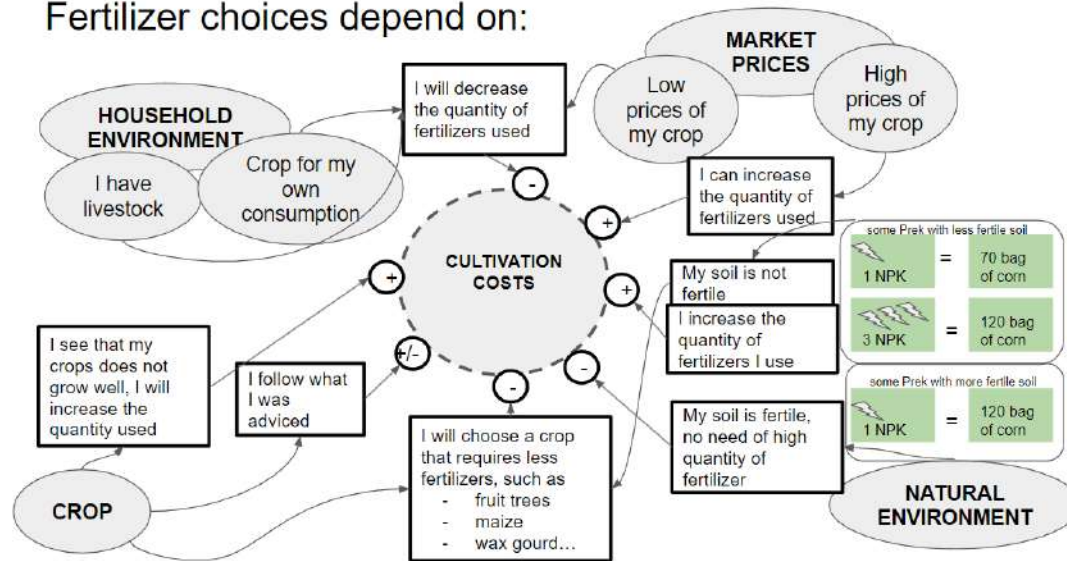 Fertilizer choices depend on:
MARKET
PRICES
Low
prices of
my crop
High
prices of
my crop
I will decrease
the quantity of
fertilizers used
HOUSEHOLD
ENVIRONMENT
I have
livestock
Crop for my
own
consumption
-
I can increase
the quantity of
fertilizers used
+
some Prek with less fertile soil
1 NPK
=
70 bag
of corn
3 NPK
=
120 bag
of corn
CULTIVATION
COSTS
+
+
My soil is not
fertile
I increase the
quantity of
fertilizers I use
I see that my
crops does not
grow well, I will
increase the
quantity used
I follow what
I was
adviced
+/-
-
-
some Prek with more fertile soil
1 NPK
=
120 bag
of corn
I will choose a crop
that requires less
fertilizers, such as
- fruit trees
- maize
- wax gourd...
My soil is fertile,
no need of high
quantity of
fertilizer
CROP
NATURAL
ENVIRONMENT